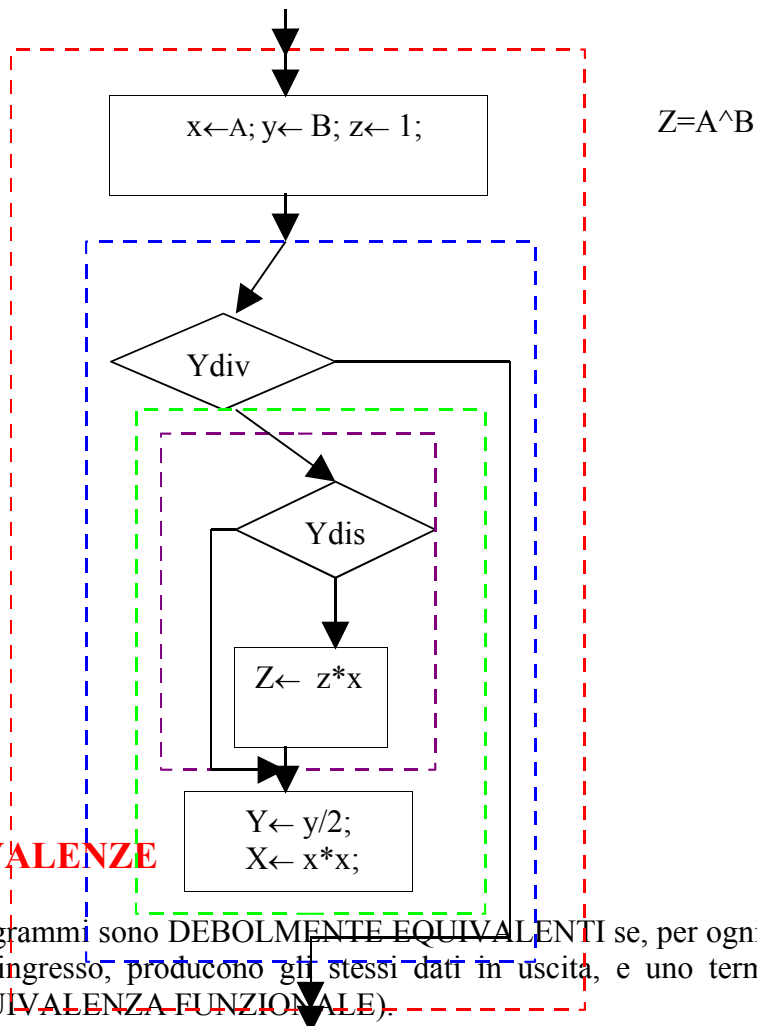 x←A; y← B; z← 1;
Z=A^B
Ydiv
Ydis
Z← z*x
Y← y/2;
X← x*x;
VALENZE
grammi sono DEBOLMENTE EQUIVALENTI se, per ogni
ingresso, producono gli stessi dati in uscita, e uno term
UIVALENZA FUNZIONALE).